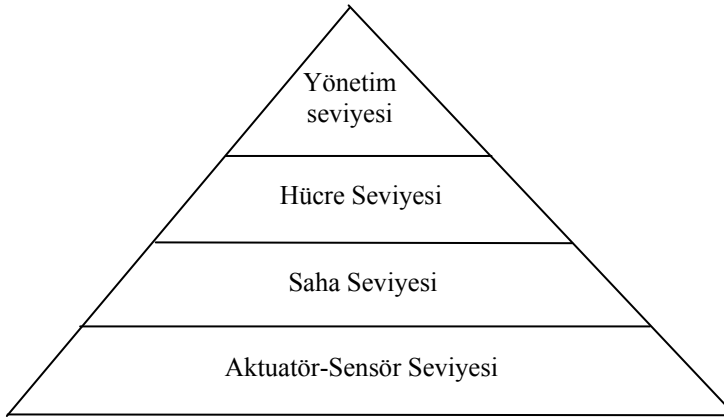 Yönetim
seviyesi
Hücre Seviyesi
Saha Seviyesi
Aktuatör-Sensör Seviyesi